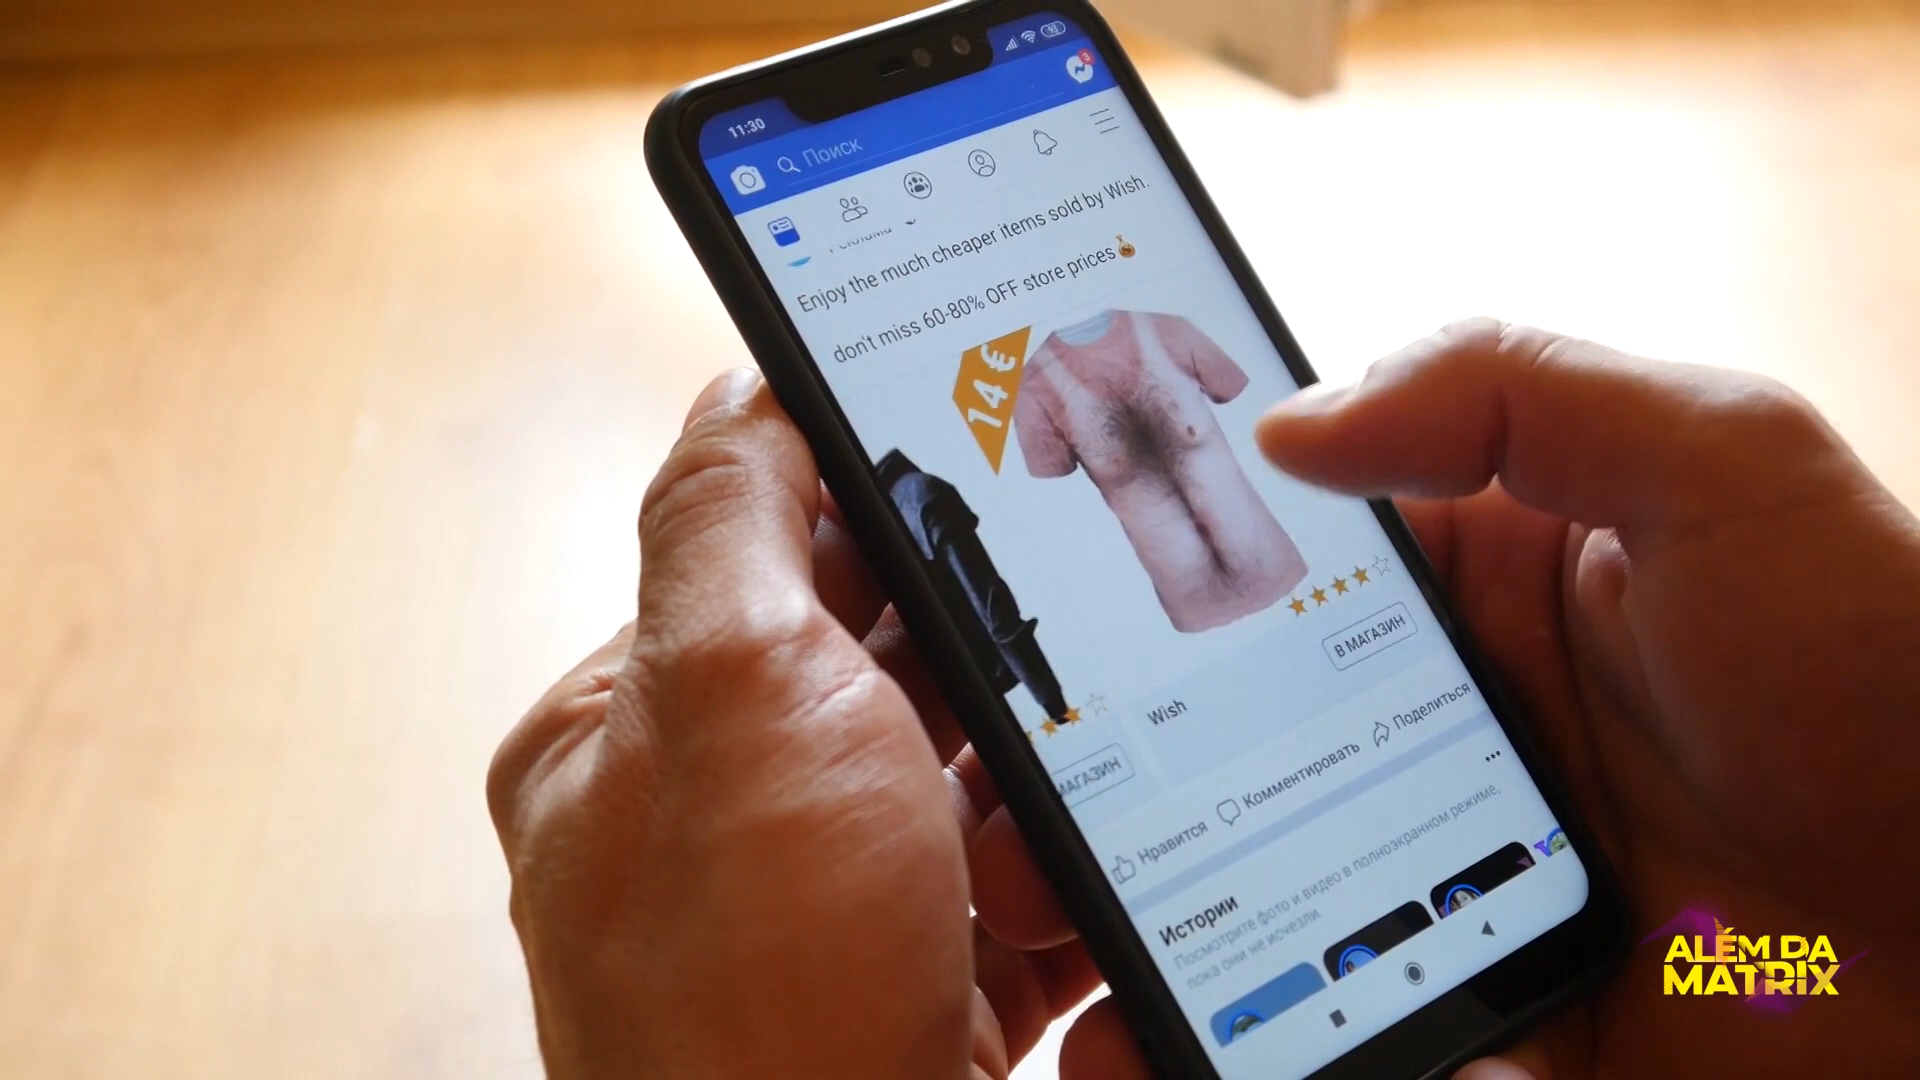 11:30
93
3
Поиск
Enjoy the much cheaper items sold by Wish.
don't miss 60-80% OFF store prices
14 €
В МАГАЗИН
Wish
МАГАЗИН
Нравится
Комментировать
Поделиться
Истории
Посмотрите фото и видео в полноэкранном режиме,
пока они не исчезли.
ALÉM DA
MATRIX